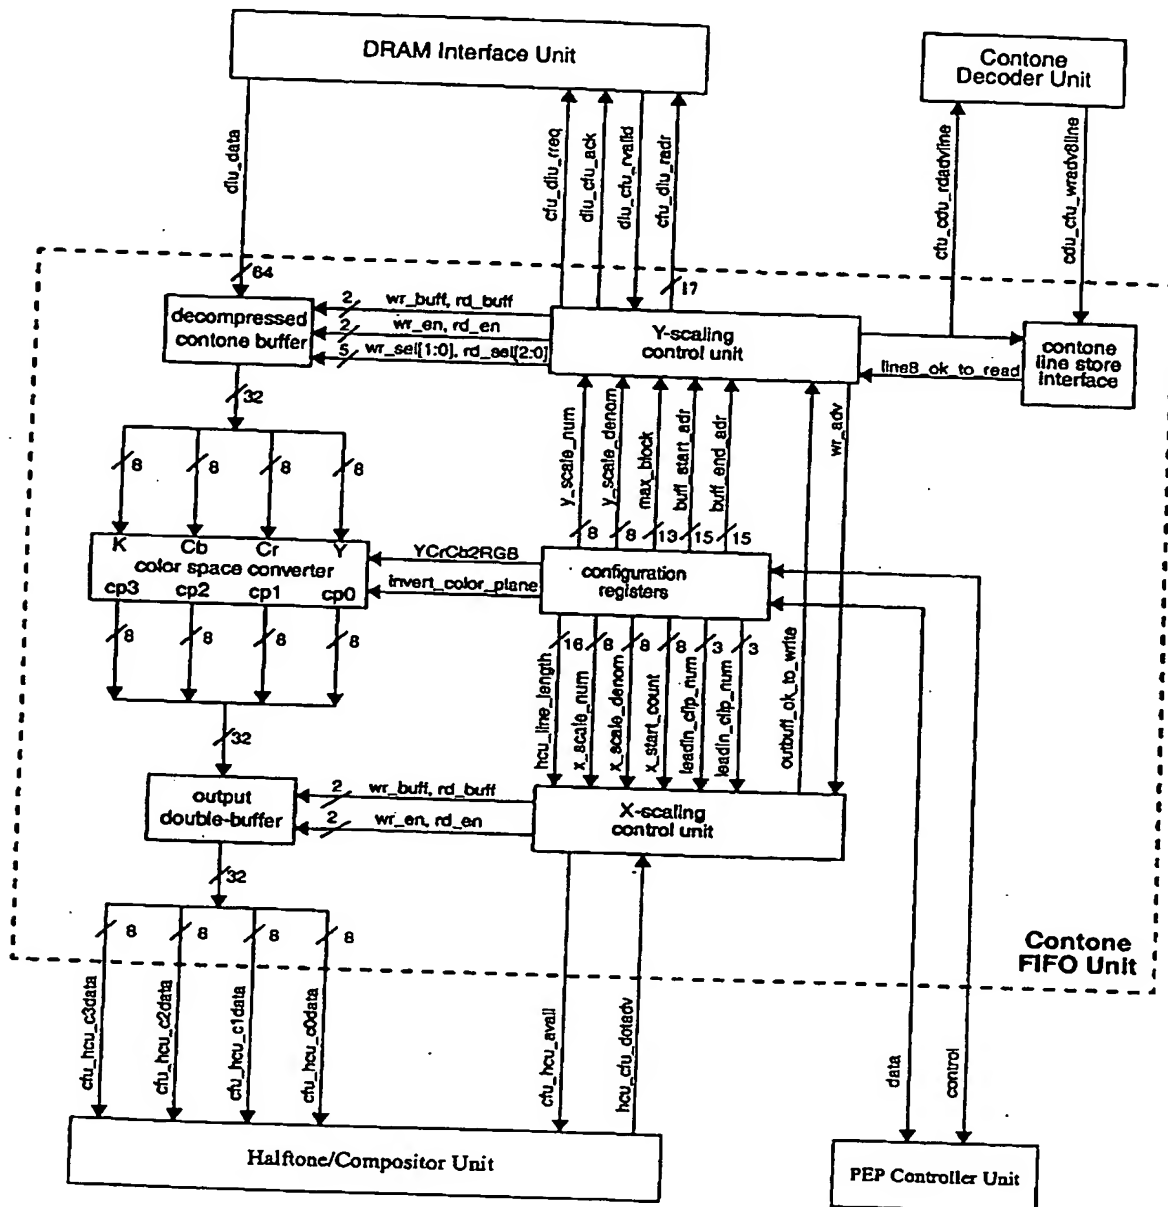 DRAM Interface Unit
Contone
Decoder Unit
diu_data
cfu_diu_rreq
diu_cfu_ack
diu_cfu_rvalid
cfu_diu_radr
cfu_cdu_rdadvline
cdu_cfu_wradv8line
64
17
decompressed
contone buffer
2
wr_buff, rd_buff
2
wr_en, rd_en
5
wr_sel[1:0], rd_sel[2:0]
Y-scaling
control unit
line8_ok_to_read
contone
line store
interface
32
8
8
8
8
y_scale_num
y_scale_denom
max_block
buff_start_adr
buff_end_adr
wr_adv
8
8
13
15
15
K
Cb
Cr
Y
color space converter
cp3
cp2
cp1
cp0
YCrCb2RGB
invert_color_plane
configuration
registers
8
8
8
8
16
8
8
8
3
3
hcu_line_length
x_scale_num
x_scale_denom
x_start_count
leadin_clip_num
leadin_clip_num
outbuff_ok_to_write
32
output
double-buffer
2
wr_buff, rd_buff
2
wr_en, rd_en
X-scaling
control unit
32
8
8
8
8
Contone
FIFO Unit
cfu_hcu_c3data
cfu_hcu_c2data
cfu_hcu_c1data
cfu_hcu_c0data
cfu_hcu_avail
hcu_cfu_dotadv
data
control
Halftone/Compositor Unit
PEP Controller Unit